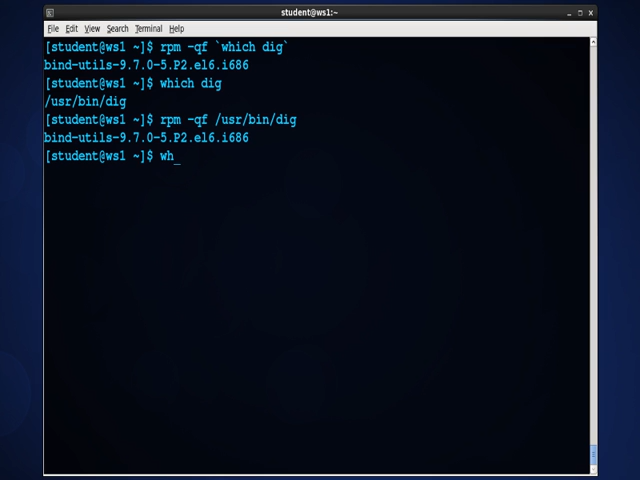 student@ws1:~
File Edit View Search Terminal Help
[student@ws1 ~]$ rpm -qf `which dig`
bind-utils-9.7.0-5.P2.el6.i686
[student@ws1 ~]$ which dig
/usr/bin/dig
[student@ws1 ~]$ rpm -qf /usr/bin/dig
bind-utils-9.7.0-5.P2.el6.i686
[student@ws1 ~]$ wh_